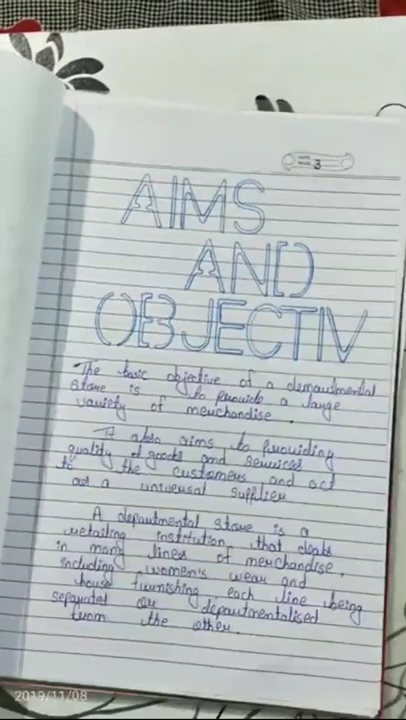 3
AIMS
AND
OBJECTIV
The basic objective of a departmental
store is to provide a large
variety of merchandise.
It also aims to providing
quality of goods and services
to the customers and act
as a universal supplier
A departmental store is a
retailing institution that deals
in many lines of merchandise,
including women's wear and
house furnishing each line being
separated or departmentalised
from the other.
2019/11/08